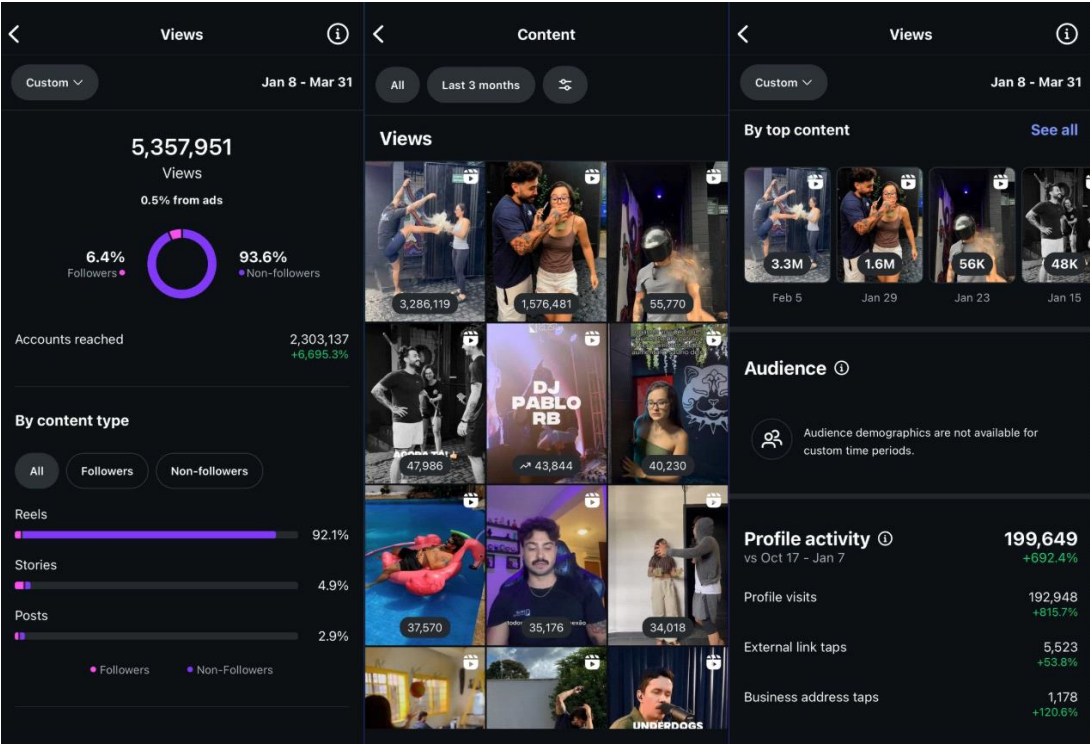 Views
Custom
Jan 8 - Mar 31
5,357,951
Views
0.5% from ads
6.4%
Followers
93.6%
Non-followers
Accounts reached
2,303,137
+6,695.3%
By content type
All
Followers
Non-followers
Reels
92.1%
Stories
4.9%
Posts
2.9%
Followers
Non-Followers
Content
All
Last 3 months
Views
3,286,119
1,576,481
55,770
AGORA TÁ!
47,986
DJ
PABLO
RB
43,844
40,230
37,570
35,176
34,018
UNDERDOGS
Views
Custom
Jan 8 - Mar 31
By top content
See all
3.3M
1.6M
56K
48K
Feb 5
Jan 29
Jan 23
Jan 15
Audience
Audience demographics are not available for
custom time periods.
Profile activity
199,649
vs Oct 17 - Jan 7
+692.4%
Profile visits
192,948
+815.7%
External link taps
5,523
+53.8%
Business address taps
1,178
+120.6%